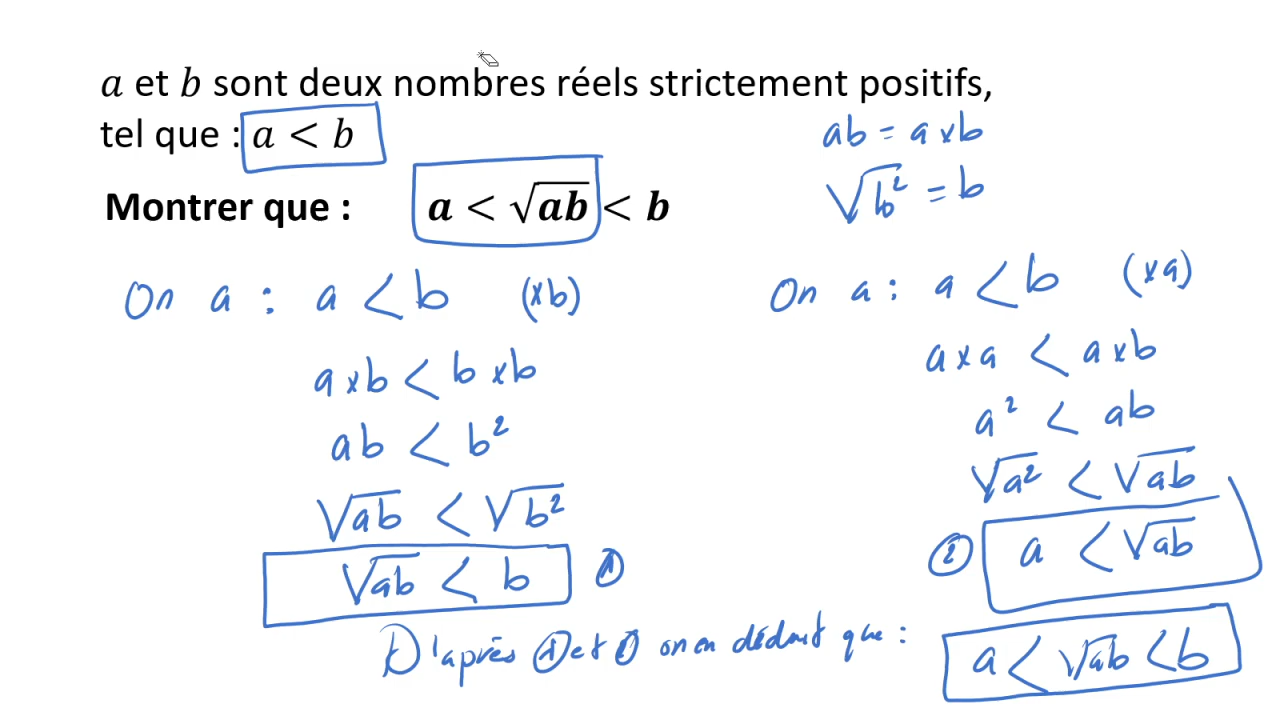 a et b sont deux nombres réels strictement positifs,
tel que : a < b
ab = a × b
√b² = b
Montrer que : a < √ab < b
On a : a < b (×b)
a × b < b × b
ab < b²
√ab < √b²
√ab < b ①
On a : a < b (×a)
a × a < a × b
a² < ab
√a² < √ab
② a < √ab
D'après ① et ② on en déduit que :
a < √ab < b